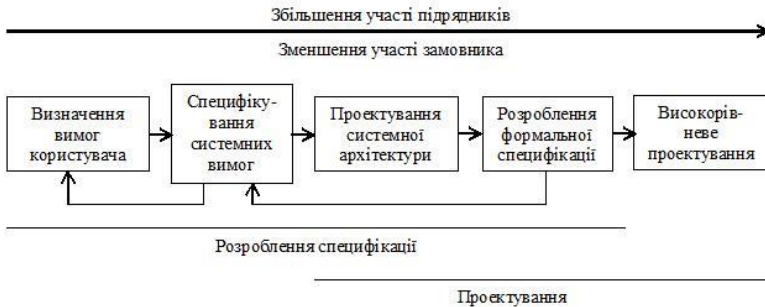 Збільшення участі підрядників
Зменшення участі замовника
Визначення
вимог
користувача
Специфіку-
вання
системних
вимог
Проектування
системної
архітектури
Розроблення
формальної
специфікації
Високорів-
неве
проектування
Розроблення специфікації
Проектування